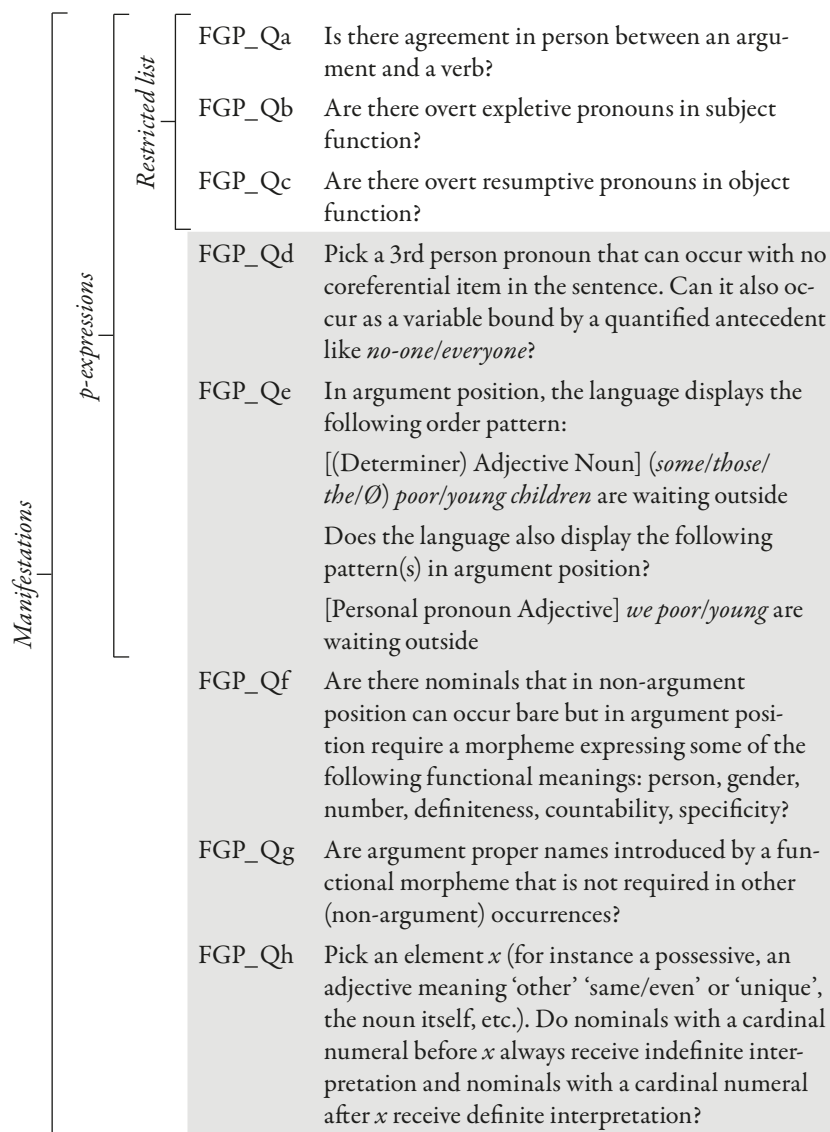 Manifestations
p-expressions
Restricted list
FGP_Qa Is there agreement in person between an argu-
ment and a verb?
FGP_Qb Are there overt expletive pronouns in subject
function?
FGP_Qc Are there overt resumptive pronouns in object
function?
FGP_Qd Pick a 3rd person pronoun that can occur with no
coreferential item in the sentence. Can it also oc-
cur as a variable bound by a quantified antecedent
like no-one/everyone?
FGP_Qe In argument position, the language displays the
following order pattern:
[(Determiner) Adjective Noun] (some/those/
the/Ø) poor/young children are waiting outside
Does the language also display the following
pattern(s) in argument position?
[Personal pronoun Adjective] we poor/young are
waiting outside
FGP_Qf Are there nominals that in non-argument
position can occur bare but in argument posi-
tion require a morpheme expressing some of the
following functional meanings: person, gender,
number, definiteness, countability, specificity?
FGP_Qg Are argument proper names introduced by a fun-
ctional morpheme that is not required in other
(non-argument) occurrences?
FGP_Qh Pick an element x (for instance a possessive, an
adjective meaning ‘other’ ‘same/even’ or ‘unique’,
the noun itself, etc.). Do nominals with a cardinal
numeral before x always receive indefinite inter-
pretation and nominals with a cardinal numeral
after x receive definite interpretation?